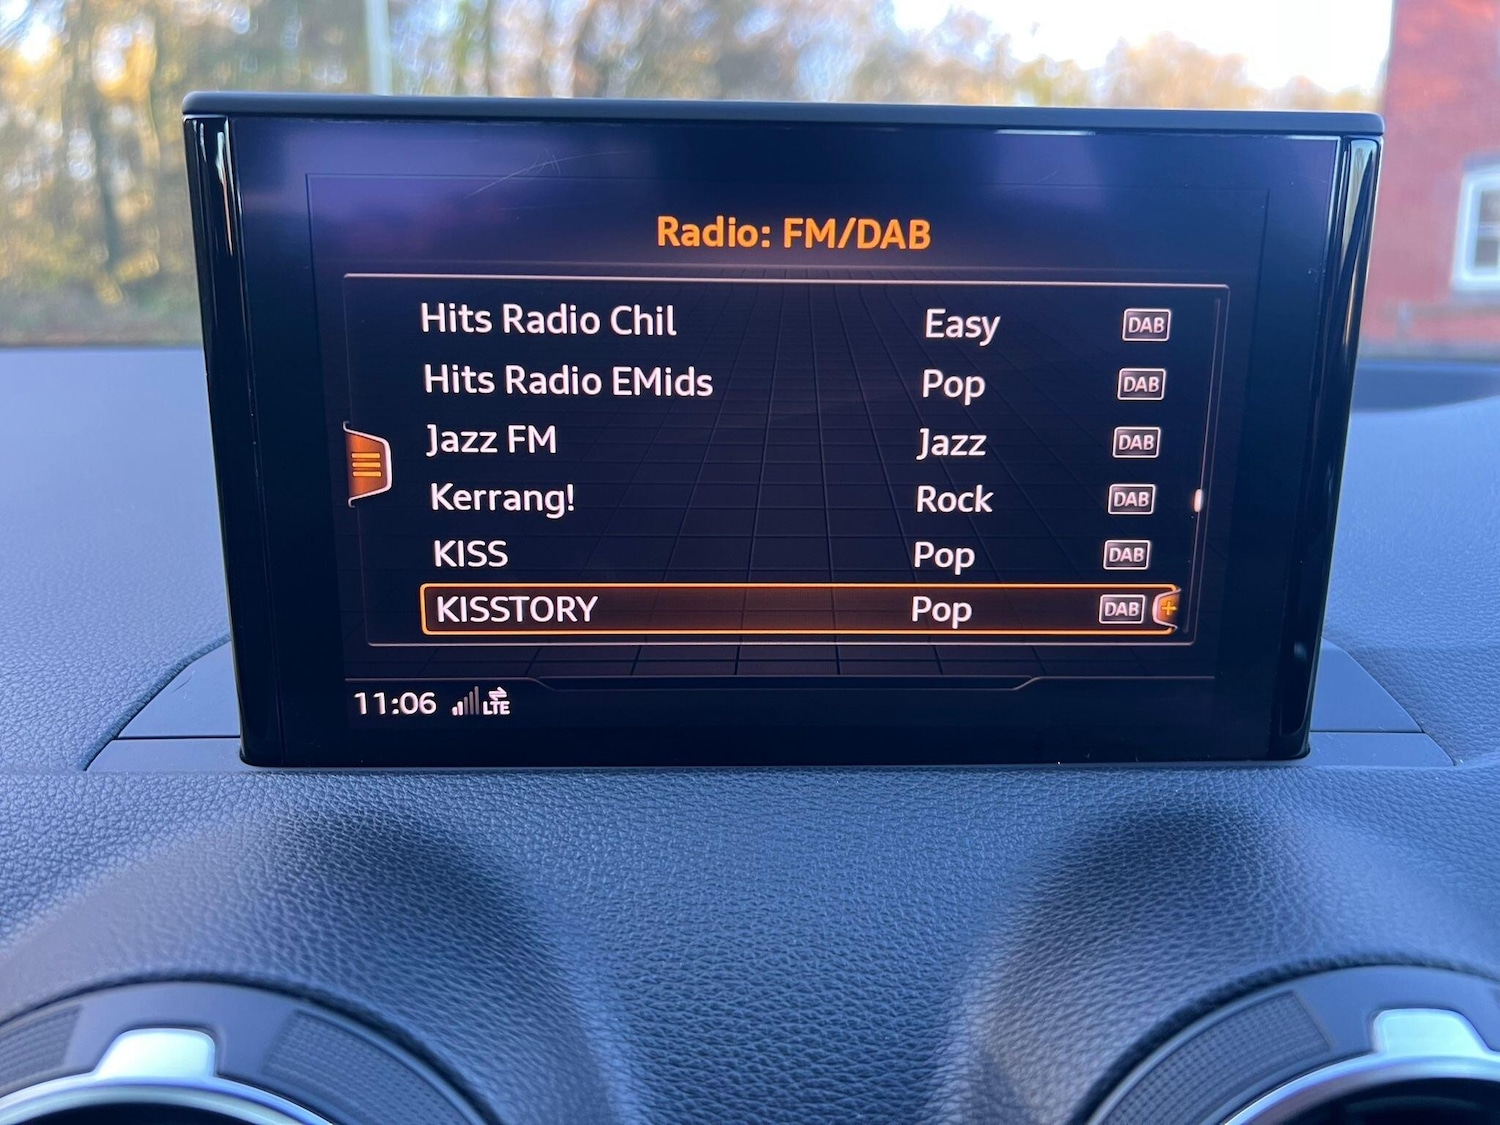 Radio: FM/DAB
Hits Radio Chil Easy DAB
Hits Radio EMids Pop DAB
Jazz FM Jazz DAB
Kerrang! Rock DAB
KISS Pop DAB
KISSTORY Pop DAB +
11:06 LTE